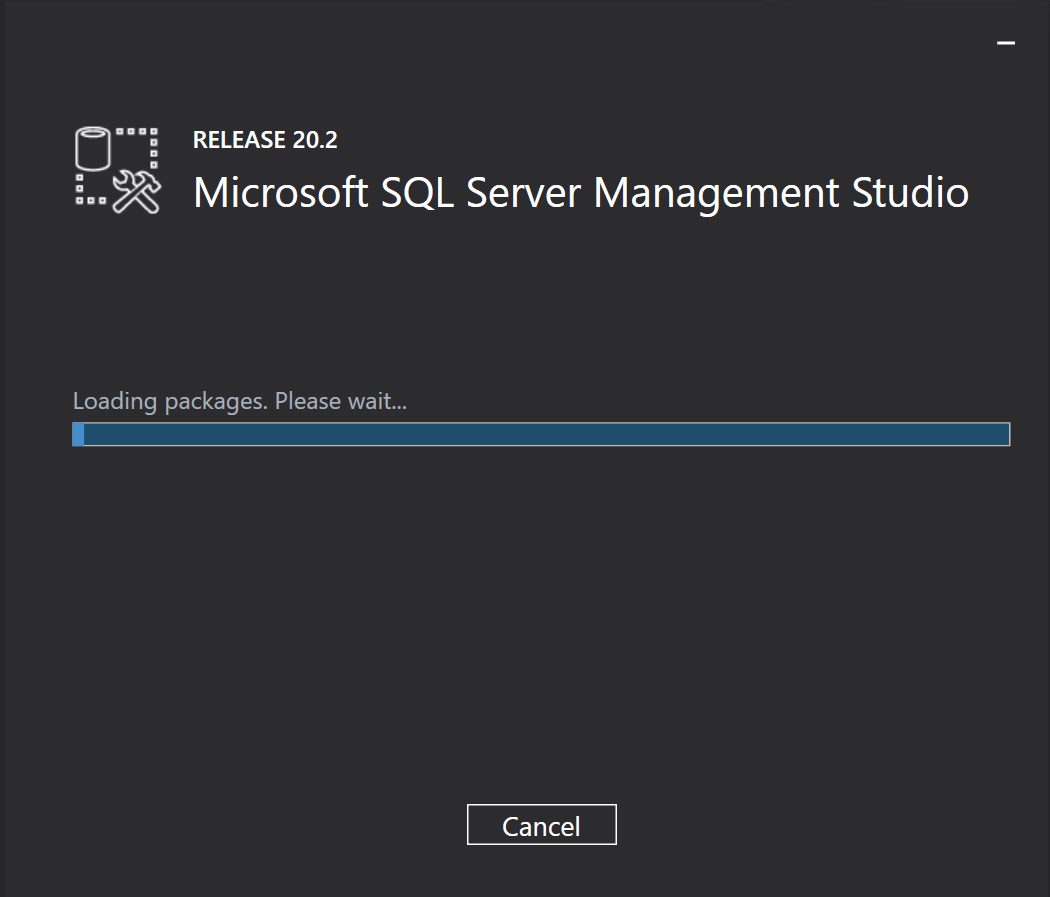 RELEASE 20.2
Microsoft SQL Server Management Studio
Loading packages. Please wait...
Cancel